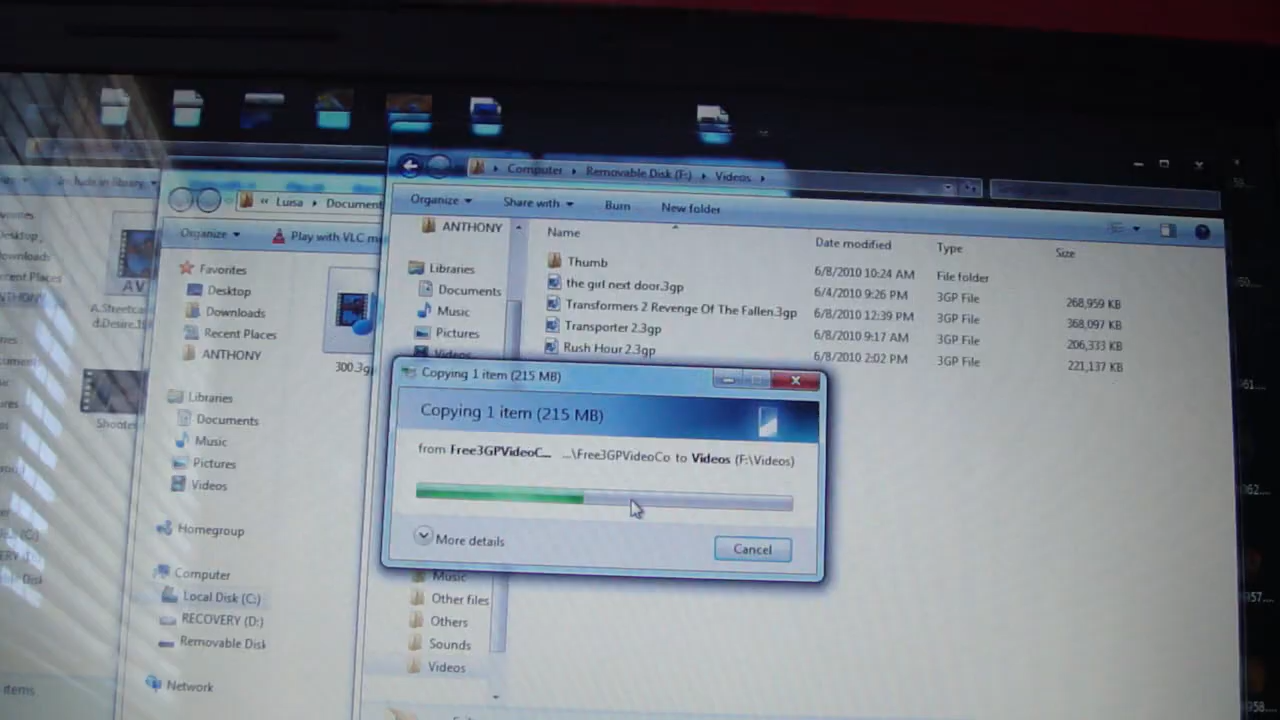 Computer ▸ Removable Disk (F:) ▸ Videos ▸
Organize Share with Burn New folder
ANTHONY
Libraries
Documents
Music
Pictures
Videos
Name Date modified Type Size
Thumb 6/8/2010 10:24 AM File folder
the girl next door.3gp 6/4/2010 9:26 PM 3GP File 268,959 KB
Transformers 2 Revenge Of The Fallen.3gp 6/8/2010 12:39 PM 3GP File 368,097 KB
Transporter 2.3gp 6/8/2010 9:17 AM 3GP File 206,333 KB
Rush Hour 2.3gp 6/8/2010 2:02 PM 3GP File 221,137 KB
Copying 1 item (215 MB)
Copying 1 item (215 MB)
from Free3GPVideoC... ...\Free3GPVideoCo to Videos (F:\Videos)
More details
Cancel
Music
Other files
Others
Sounds
Videos
« Luisa ▸ Document
Organize Play with VLC m
Favorites
Desktop
Downloads
Recent Places
ANTHONY
Libraries
Documents
Music
Pictures
Videos
Homegroup
Computer
Local Disk (C:)
RECOVERY (D:)
Removable Disk
Network
300.3g
AV
A.Streetca
d.Desire.1
Shoote
items